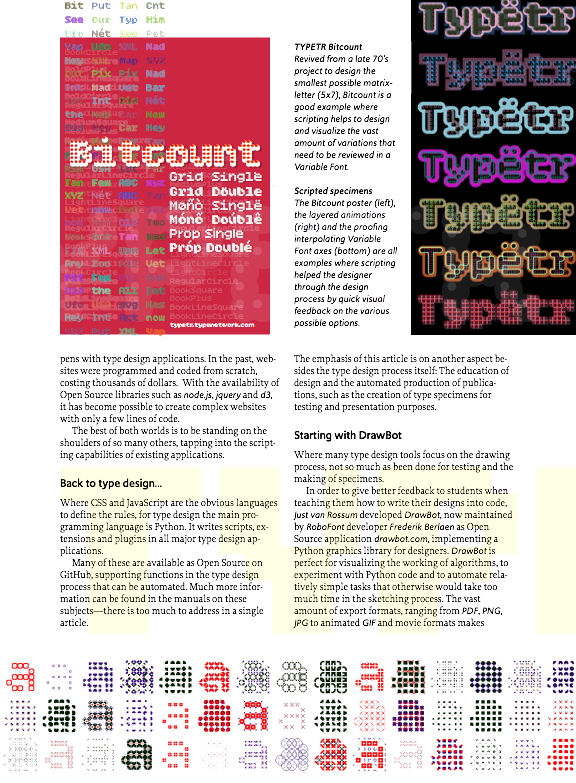 Bit Put Tan Cnt
See Our Typ Him
Ufo Nét See Pet
Bitcount
Grid Single
Grid Double
Mono Single
Mono Double
Prop Single
Prop Double
typetr.typenetwork.com
TYPETR Bitcount
Revived from a late 70's
project to design the
smallest possible matrix-
letter (5x7), Bitcount is a
good example where
scripting helps to design
and visualize the vast
amount of variations that
need to be reviewed in a
Variable Font.
Scripted specimens
The Bitcount poster (left),
the layered animations
(right) and the proofing
interpolating Variable
Font axes (bottom) are all
examples where scripting
helped the designer
through the design
process by quick visual
feedback on the various
possible options.
Typëtr
Typëtr
Typëtr
Typëtr
Typëtr
Typëtr
Typëtr
pens with type design applications. In the past, web-
sites were programmed and coded from scratch,
costing thousands of dollars. With the availability of
Open Source libraries such as node.js, jquery and d3,
it has become possible to create complex websites
with only a few lines of code.
The best of both worlds is to be standing on the
shoulders of so many others, tapping into the script-
ing capabilities of existing applications.
Back to type design...
Where CSS and JavaScript are the obvious languages
to define the rules, for type design the main pro-
gramming language is Python. It writes scripts, ex-
tensions and plugins in all major type design ap-
plications.
Many of these are available as Open Source on
GitHub, supporting functions in the type design
process that can be automated. Much more infor-
mation can be found in the manuals on these
subjects—there is too much to address in a single
article.
The emphasis of this article is on another aspect be-
sides the type design process itself: The education of
design and the automated production of publica-
tions, such as the creation of type specimens for
testing and presentation purposes.
Starting with DrawBot
Where many type design tools focus on the drawing
process, not so much as been done for testing and the
making of specimens.
In order to give better feedback to students when
teaching them how to write their designs into code,
Just van Rossum developed DrawBot, now maintained
by RoboFont developer Frederik Berlaen as Open
Source application drawbot.com, implementing a
Python graphics library for designers. DrawBot is
perfect for visualizing the working of algorithms, to
experiment with Python code and to automate rela-
tively simple tasks that otherwise would take too
much time in the sketching process. The vast
amount of export formats, ranging from PDF, PNG,
JPG to animated GIF and movie formats makes